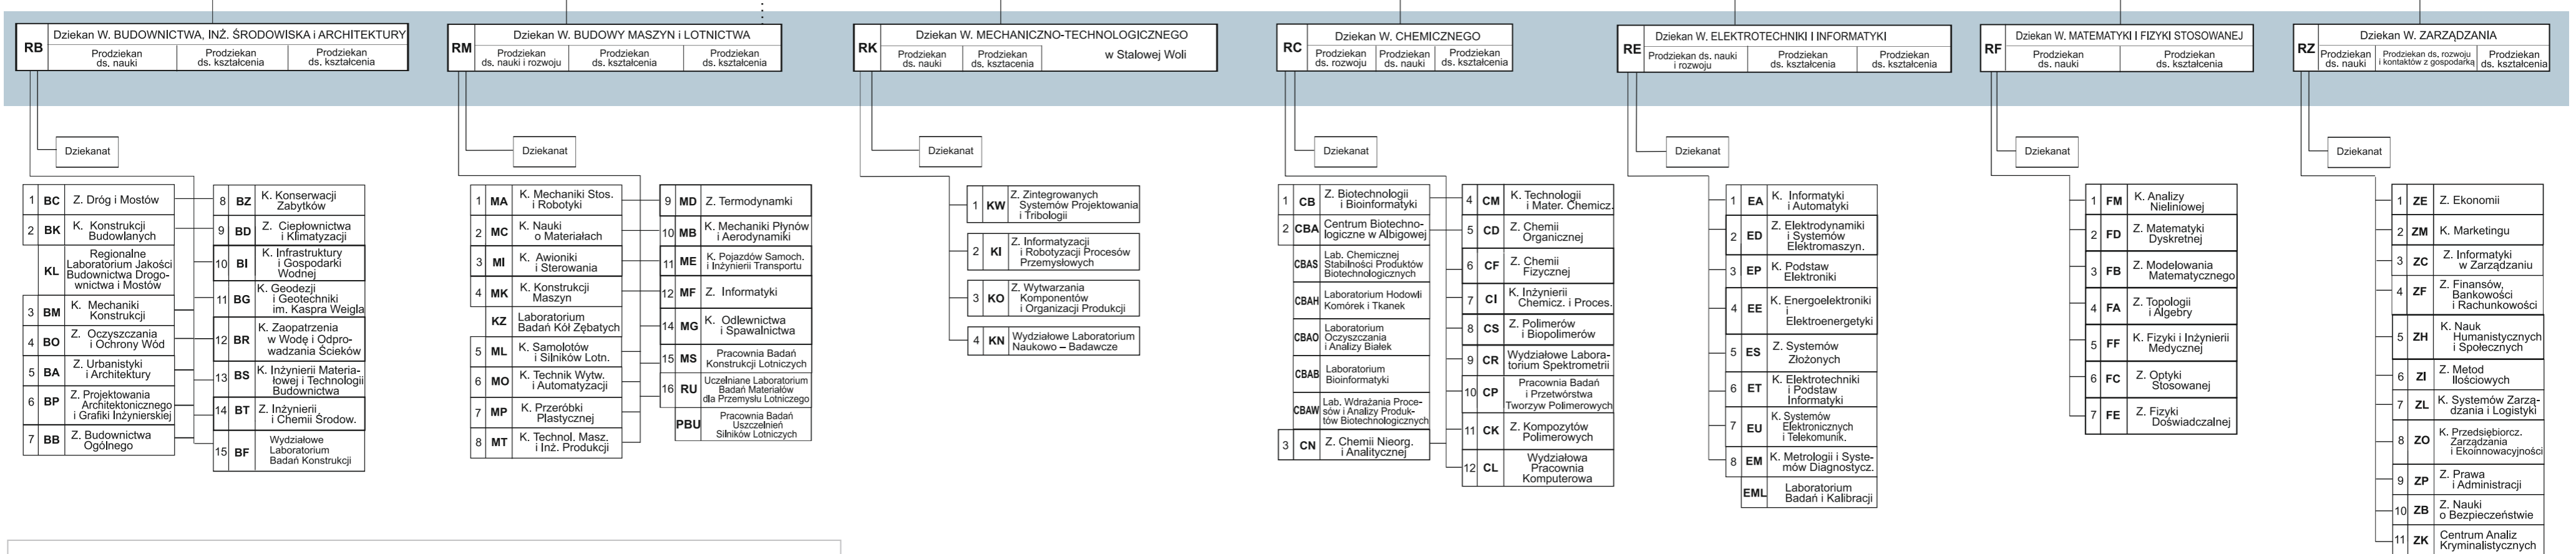 RB
Dziekan W. BUDOWNICTWA, INŻ. ŚRODOWISKA i ARCHITEKTURY
Prodziekan
ds. nauki
Prodziekan
ds. kształcenia
Prodziekan
ds. kształcenia
Dziekanat
1 BC Z. Dróg i Mostów
2 BK K. Konstrukcji
Budowlanych
KL Regionalne
Laboratorium Jakości
Budownictwa Drogo-
wnictwa i Mostów
3 BM K. Mechaniki
Konstrukcji
4 BO Z. Oczyszczania
i Ochrony Wód
5 BA Z. Urbanistyki
i Architektury
6 BP Z. Projektowania
Architektonicznego
i Grafiki Inżynierskiej
7 BB Z. Budownictwa
Ogólnego
8 BZ K. Konserwacji
Zabytków
9 BD Z. Ciepłownictwa
i Klimatyzacji
10 BI K. Infrastruktury
i Gospodarki
Wodnej
11 BG K. Geodezji
i Geotechniki
im. Kaspra Weigla
12 BR K. Zaopatrzenia
w Wodę i Odpro-
wadzania Ścieków
13 BS K. Inżynierii Materia-
łowej i Technologii
Budownictwa
14 BT Z. Inżynierii
i Chemii Środow.
15 BF Wydziałowe
Laboratorium
Badań Konstrukcji
RM
Dziekan W. BUDOWY MASZYN i LOTNICTWA
Prodziekan
ds. nauki i rozwoju
Prodziekan
ds. kształcenia
Prodziekan
ds. kształcenia
Dziekanat
1 MA K. Mechaniki Stos.
i Robotyki
2 MC K. Nauki
o Materiałach
3 MI K. Awioniki
i Sterowania
4 MK K. Konstrukcji
Maszyn
KZ Laboratorium
Badań Kół Zębatych
5 ML K. Samolotów
i Silników Lotn.
6 MO K. Technik Wytw.
i Automatyzacji
7 MP K. Przeróbki
Plastycznej
8 MT K. Technol. Masz.
i Inż. Produkcji
9 MD Z. Termodynamki
10 MB K. Mechaniki Płynów
i Aerodynamiki
11 ME K. Pojazdów Samoch.
i Inżynierii Transportu
12 MF Z. Informatyki
14 MG K. Odlewnictwa
i Spawalnictwa
15 MS Pracownia Badań
Konstrukcji Lotniczych
16 RU Uczelniane Laboratorium
Badań Materiałów
dla Przemysłu Lotniczego
PBU Pracownia Badań
Uszczelnień
Silników Lotniczych
RK
Dziekan W. MECHANICZNO-TECHNOLOGICZNEGO
w Stalowej Woli
Prodziekan
ds. nauki
Prodziekan
ds. ksztacenia
Dziekanat
1 KW Z. Zintegrowanych
Systemów Projektowania
i Tribologii
2 KI Z. Informatyzacji
i Robotyzacji Procesów
Przemysłowych
3 KO Z. Wytwarzania
Komponentów
i Organizacji Produkcji
4 KN Wydziałowe Laboratorium
Naukowo – Badawcze
RC
Dziekan W. CHEMICZNEGO
Prodziekan
ds. rozwoju
Prodziekan
ds. nauki
Prodziekan
ds. kształcenia
Dziekanat
1 CB Z. Biotechnologii
i Bioinformatyki
2 CBA Centrum Biotechno-
logiczne w Albigowej
CBAS Lab. Chemicznej
Stabilności Produktów
Biotechnologicznych
CBAH Laboratorium Hodowli
Komórek i Tkanek
CBAO Laboratorium
Oczyszczania
i Analizy Białek
CBAB Laboratorium
Bioinformatyki
CBAW Lab. Wdrażania Proce-
sów i Analizy Produk-
tów Biotechnologicznych
3 CN Z. Chemii Nieorg.
i Analitycznej
4 CM K. Technologii
i Mater. Chemicz.
5 CD Z. Chemii
Organicznej
6 CF Z. Chemii
Fizycznej
7 CI K. Inżynierii
Chemicz. i Proces.
8 CS Z. Polimerów
i Biopolimerów
9 CR Wydziałowe Labora-
torium Spektrometrii
10 CP Pracownia Badań
i Przetwórstwa
Tworzyw Polimerowych
11 CK Z. Kompozytów
Polimerowych
12 CL Wydziałowa
Pracownia
Komputerowa
RE
Dziekan W. ELEKTROTECHNIKI I INFORMATYKI
Prodziekan ds. nauki
i rozwoju
Prodziekan
ds. kształcenia
Prodziekan
ds. kształcenia
Dziekanat
1 EA K. Informatyki
i Automatyki
2 ED Z. Elektrodynamiki
i Systemów
Elektromaszyn.
3 EP K. Podstaw
Elektroniki
4 EE K. Energoelektroniki
i
Elektroenergetyki
5 ES Z. Systemów
Złożonych
6 ET K. Elektrotechniki
i Podstaw
Informatyki
7 EU K. Systemów
Elektronicznych
i Telekomunik.
8 EM K. Metrologii i Syste-
mów Diagnostycz.
EML Laboratorium
Badań i Kalibracji
RF
Dziekan W. MATEMATYKI I FIZYKI STOSOWANEJ
Prodziekan
ds. nauki
Prodziekan
ds. kształcenia
Dziekanat
1 FM K. Analizy
Nieliniowej
2 FD Z. Matematyki
Dyskretnej
3 FB Z. Modelowania
Matematycznego
4 FA Z. Topologii
i Algebry
5 FF K. Fizyki i Inżynierii
Medycznej
6 FC Z. Optyki
Stosowanej
7 FE Z. Fizyki
Doświadczalnej
RZ
Dziekan W. ZARZĄDZANIA
Prodziekan
ds. nauki
Prodziekan ds. rozwoju
i kontaktów z gospodarką
Prodziekan
ds. kształcenia
Dziekanat
1 ZE Z. Ekonomii
2 ZM K. Marketingu
3 ZC Z. Informatyki
w Zarządzaniu
4 ZF Z. Finansów,
Bankowości
i Rachunkowości
5 ZH K. Nauk
Humanistycznych
i Społecznych
6 ZI Z. Metod
Ilościowych
7 ZL K. Systemów Zarzą-
dzania i Logistyki
8 ZO K. Przedsiębiorcz.
Zarządzania
i Ekoinnowacyjności
9 ZP Z. Prawa
i Administracji
10 ZB Z. Nauki
o Bezpieczeństwie
11 ZK Centrum Analiz
Kryminalistycznych